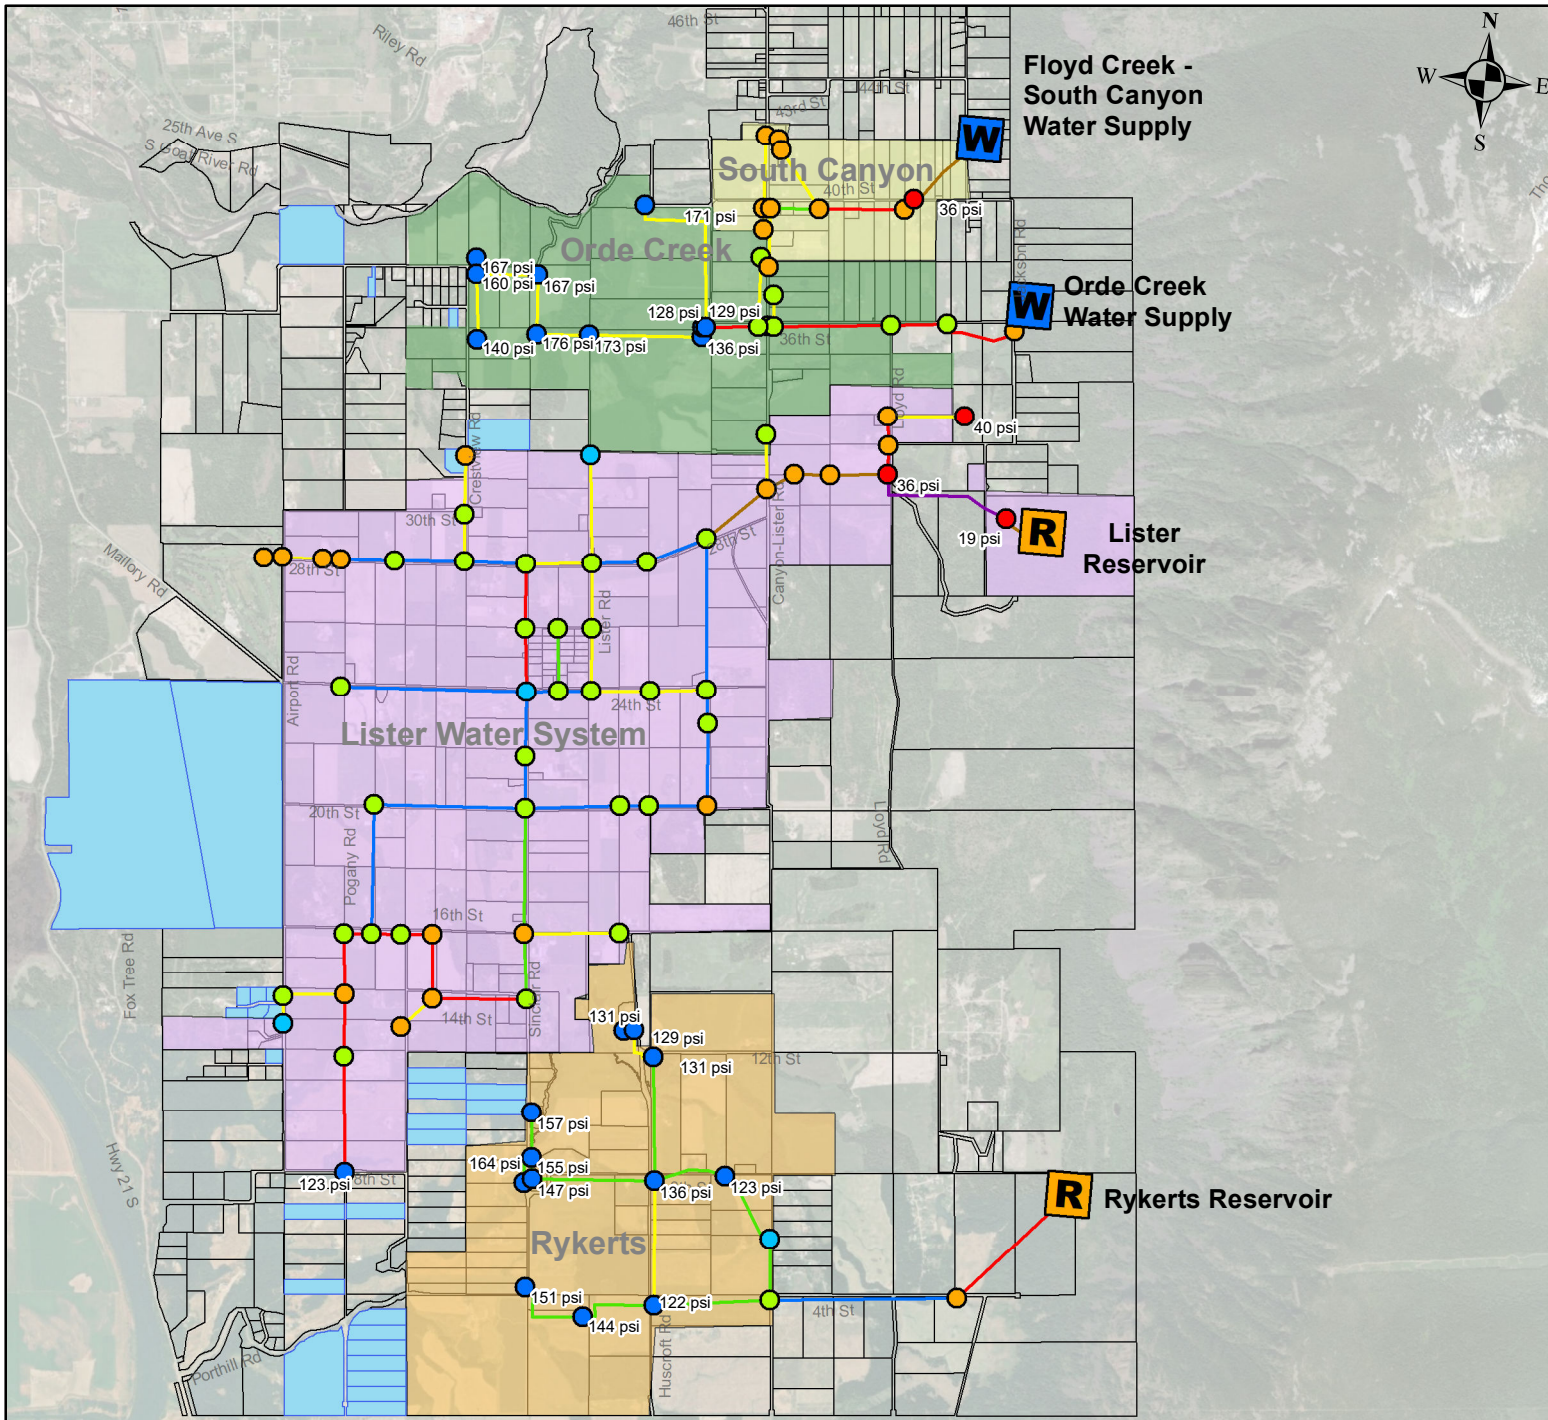 46th St
Riley Rd
N
W
E
S
Floyd Creek -
South Canyon
Water Supply
W
44th St
43rd St
25th Ave S
S Goat River Rd
South Canyon
40th St
36 psi
171 psi
Orde Creek
167 psi
160 psi
167 psi
128 psi
129 psi
W
Orde Creek
Water Supply
140 psi
176 psi
173 psi
136 psi
36th St
Lloyd Rd
40 psi
Crestview Rd
36 psi
30th St
Canyon-Lister Rd
28th St
19 psi
R
Lister
Reservoir
Mallory Rd
28th St
Lister Rd
Airport Rd
24th St
Lister Water System
20th St
Pogany Rd
Lloyd Rd
16th St
Fox Tree Rd
14th St
Sinclair Rd
131 psi
129 psi
131 psi
12th St
157 psi
164 psi
155 psi
147 psi
136 psi
123 psi
123 psi
8th St
Hwy 21 S
R
Rykerts Reservoir
Rykerts
151 psi
122 psi
144 psi
4th St
Huscroft Rd
Porthill Rd